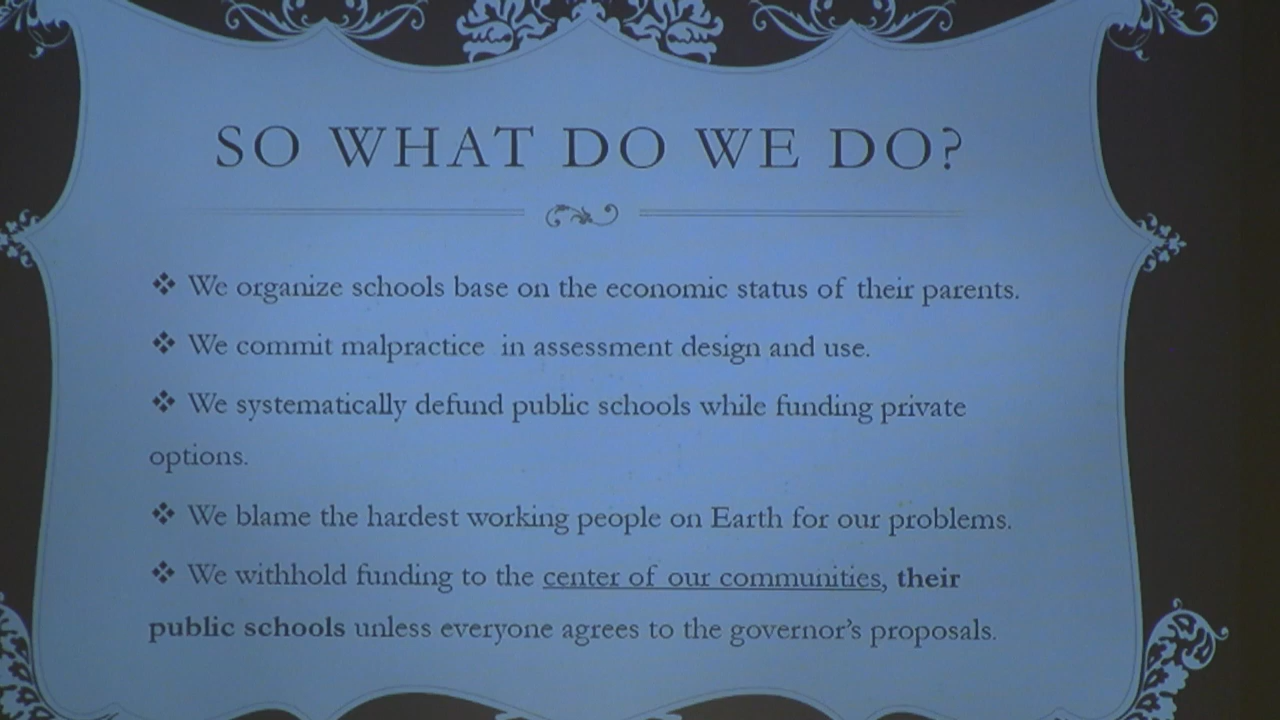 SO WHAT DO WE DO?
❖ We organize schools base on the economic status of their parents.
❖ We commit malpractice in assessment design and use.
❖ We systematically defund public schools while funding private
options.
❖ We blame the hardest working people on Earth for our problems.
❖ We withhold funding to the center of our communities, their
public schools unless everyone agrees to the governor's proposals.